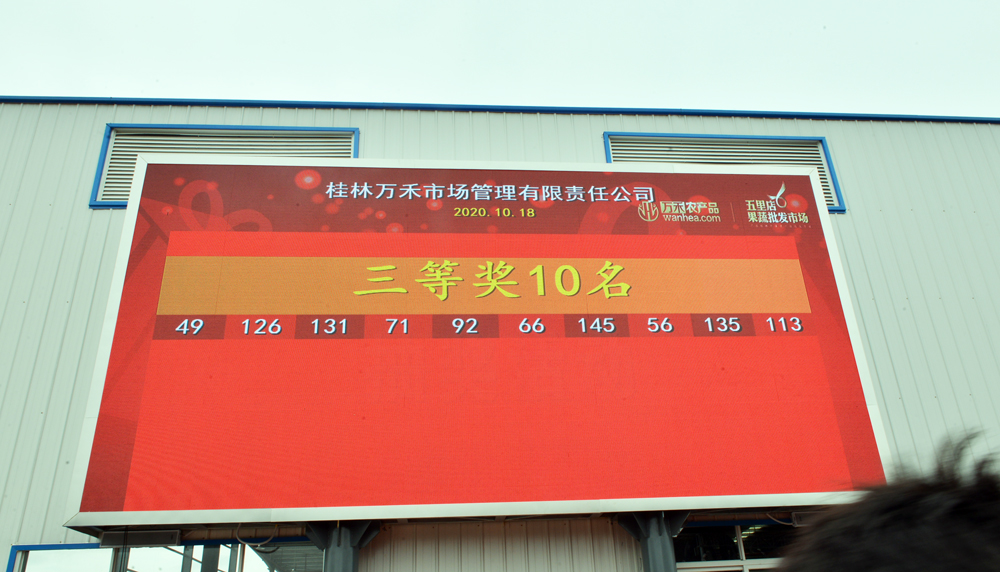 桂林万禾市场管理有限责任公司
2020.10.18
万禾农产品
wanhea.com
五里店
果蔬批发市场
三等奖10名
49 126 131 71 92 66 145 56 135 113